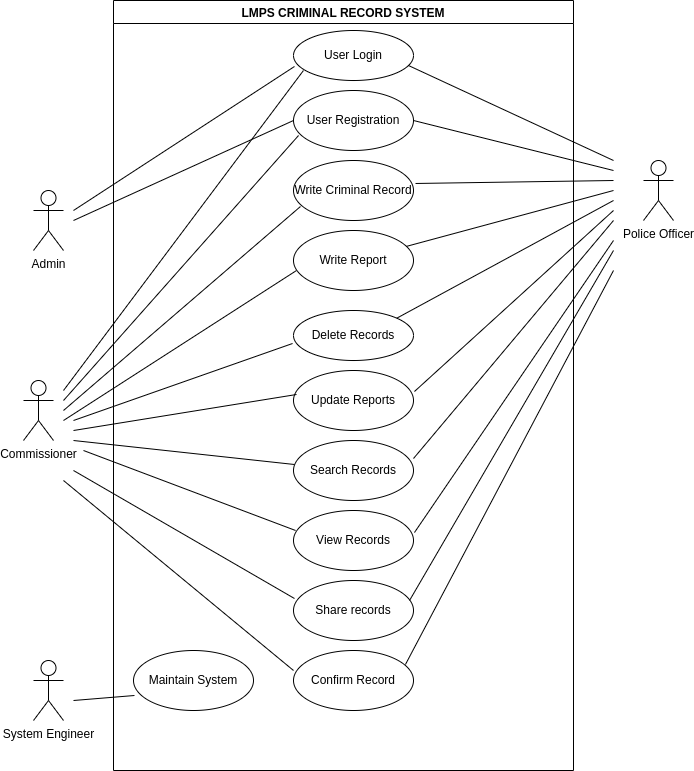 LMPS CRIMINAL RECORD SYSTEM
User Login
User Registration
Write Criminal Record
Police Officer
Admin
Write Report
Delete Records
Update Reports
Commissioner
Search Records
View Records
Share records
Maintain System
Confirm Record
System Engineer